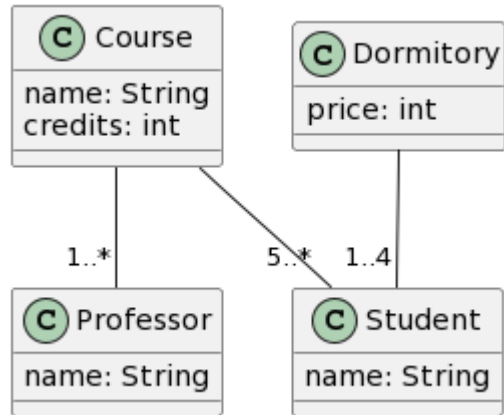 C Course
name: String
credits: int
C Dormitory
price: int
1..*
5..*
1..4
C Professor
name: String
C Student
name: String